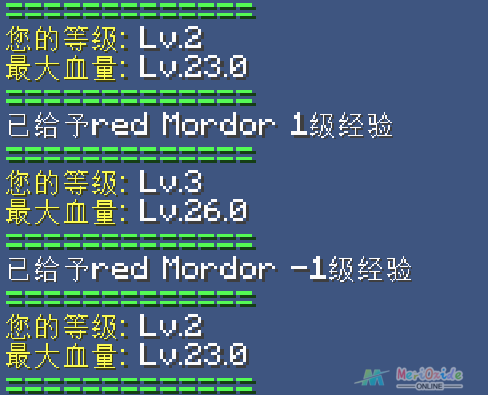 ==============
您的等级: Lv.2
最大血量: Lv.23.0
==============
已给予red Mordor 1级经验
==============
您的等级: Lv.3
最大血量: Lv.26.0
==============
已给予red Mordor -1级经验
==============
您的等级: Lv.2
最大血量: Lv.23.0
==============
MeriOxide
ONLINE